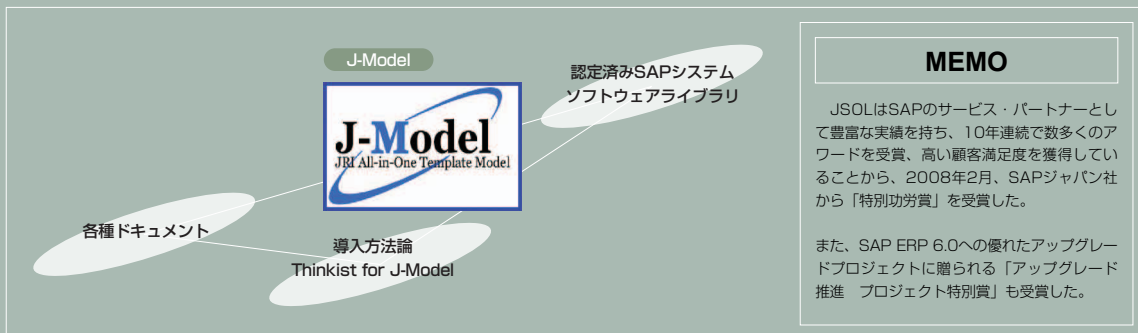 J-Model
J-Model
JRI All-in-One Template Model
認定済みSAPシステム
ソフトウェアライブラリ
各種ドキュメント
導入方法論
Thinkist for J-Model
MEMO
JSOLはSAPのサービス・パートナーとし
て豊富な実績を持ち、10年連続で数多くのア
ワードを受賞、高い顧客満足度を獲得してい
ることから、2008年2月、SAPジャパン社
から「特別功労賞」を受賞した。
また、SAP ERP 6.0への優れたアップグレー
ドプロジェクトに贈られる「アップグレード
推進　プロジェクト特別賞」も受賞した。